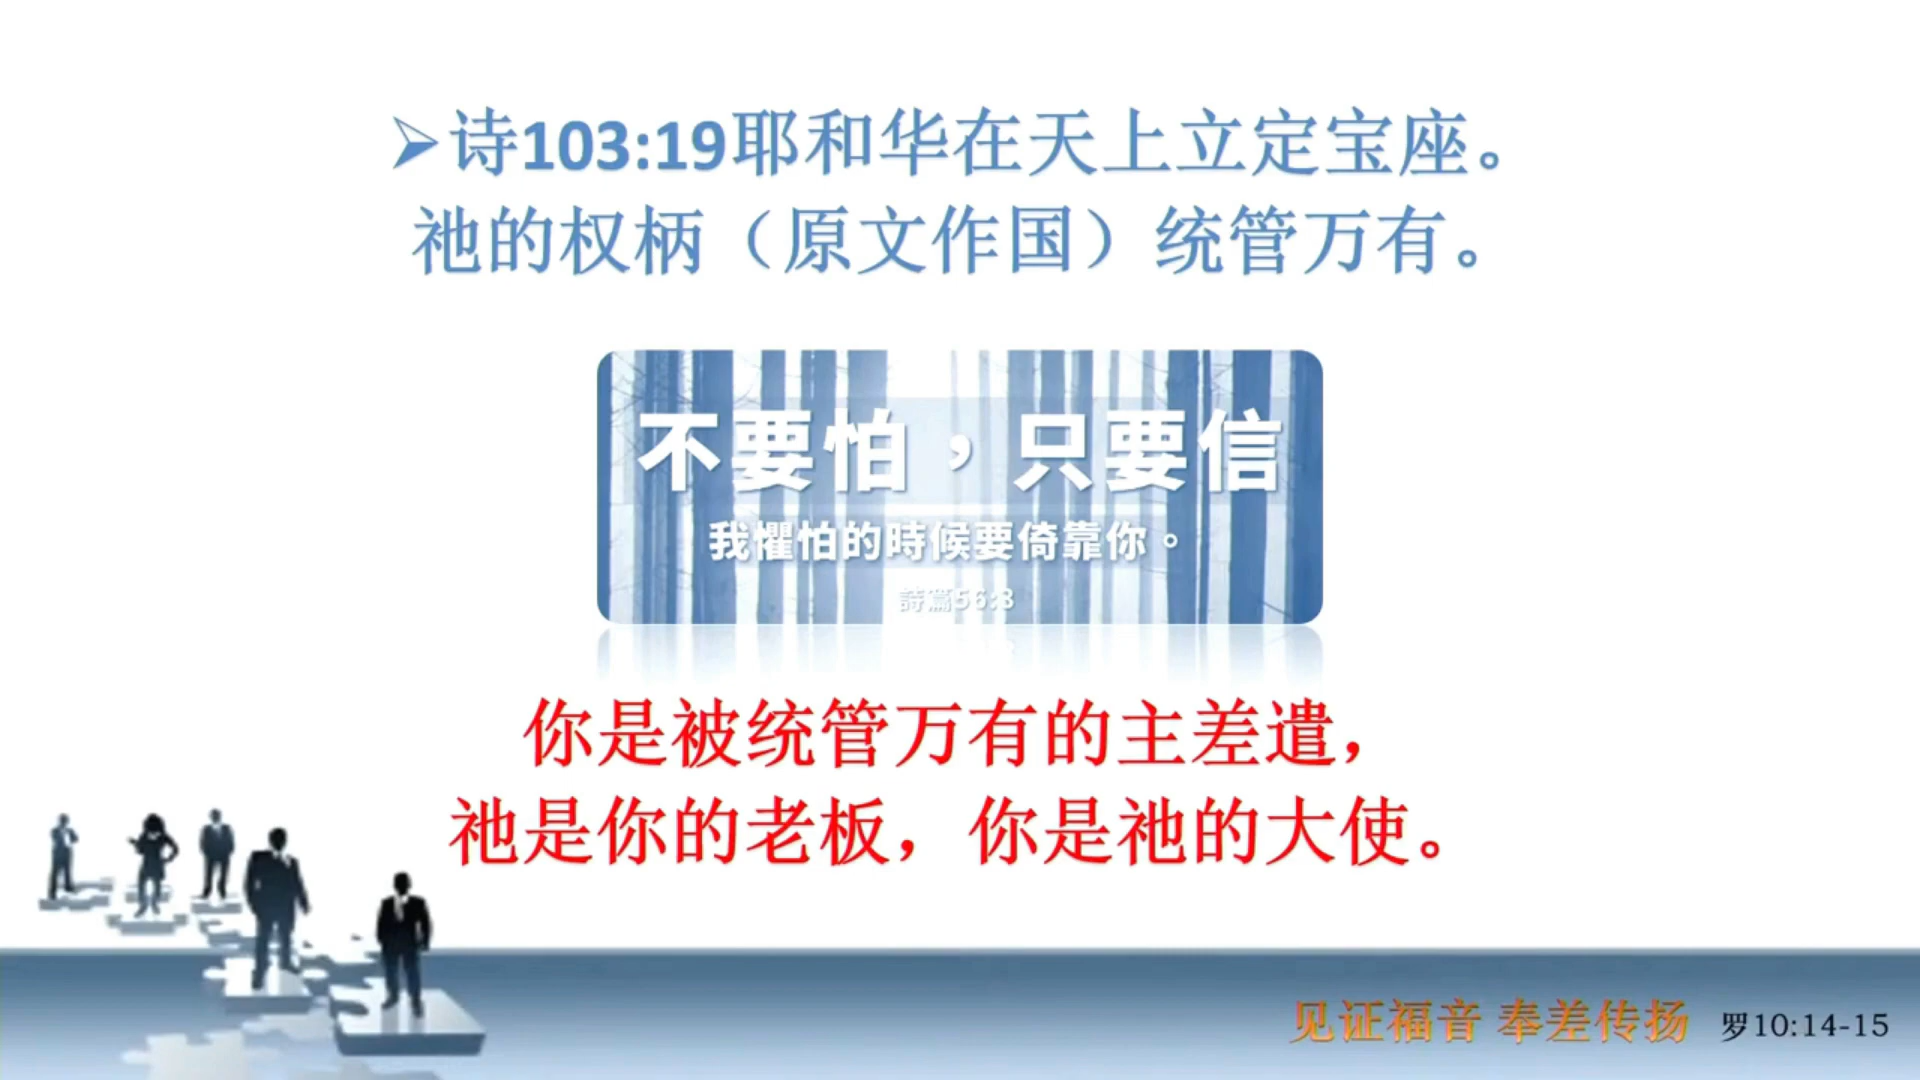 ➢诗103:19耶和华在天上立定宝座。
祂的权柄（原文作国）统管万有。
不要怕，只要信
我懼怕的時候要倚靠你。
詩篇56:3
你是被统管万有的主差遣，
祂是你的老板，你是祂的大使。
见证福音 奉差传扬 罗10:14-15